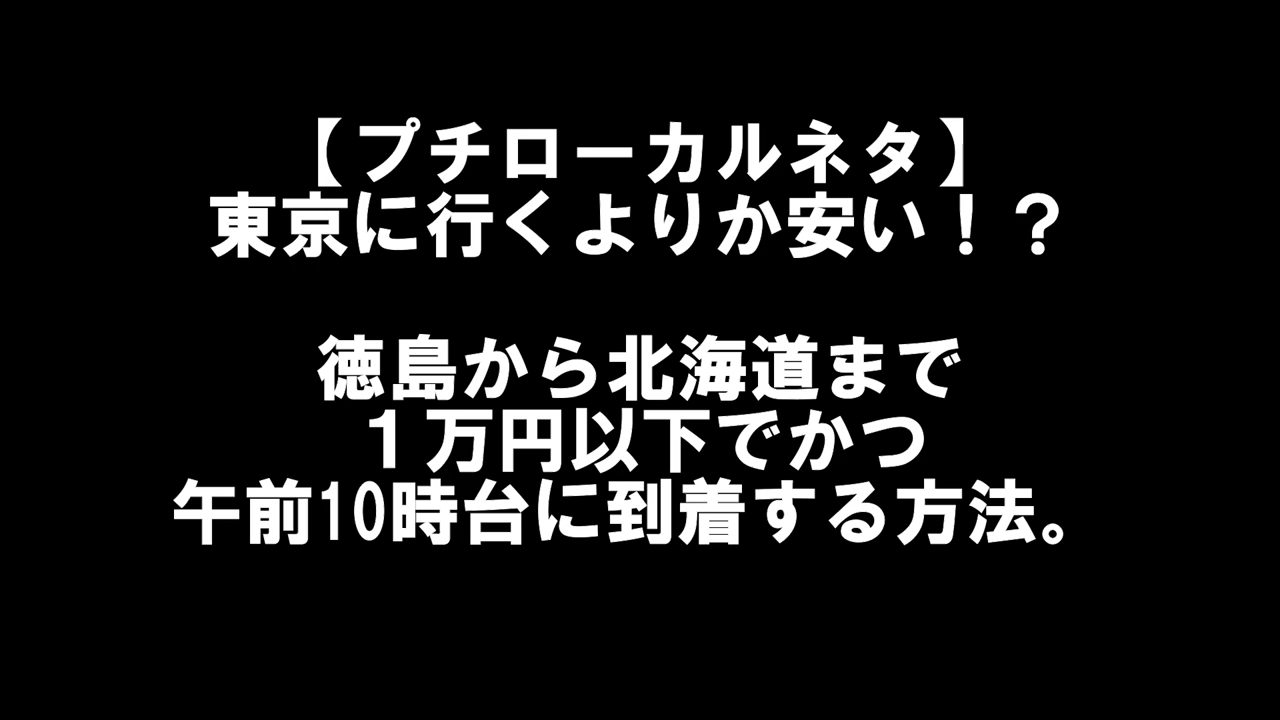 【プチローカルネタ】
東京に行くよりか安い！？
徳島から北海道まで
１万円以下でかつ
午前10時台に到着する方法。